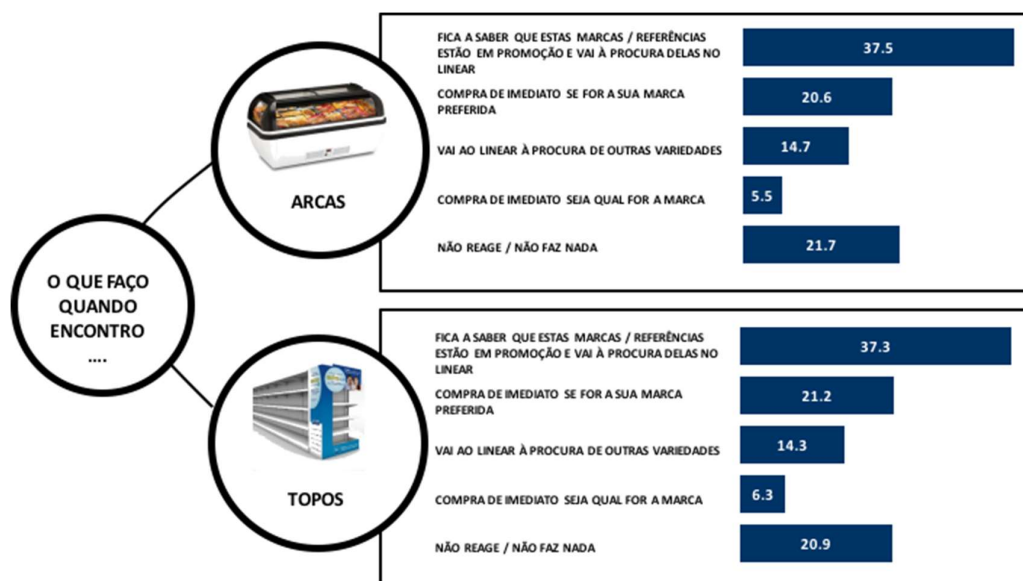 O QUE FAÇO
QUANDO
ENCONTRO
....
ARCAS
FICA A SABER QUE ESTAS MARCAS / REFERÊNCIAS
ESTÃO EM PROMOÇÃO E VAI À PROCURA DELAS NO
LINEAR
37.5
COMPRA DE IMEDIATO SE FOR A SUA MARCA
PREFERIDA
20.6
VAI AO LINEAR À PROCURA DE OUTRAS VARIEDADES
14.7
COMPRA DE IMEDIATO SEJA QUAL FOR A MARCA
5.5
NÃO REAGE / NÃO FAZ NADA
21.7
TOPOS
FICA A SABER QUE ESTAS MARCAS / REFERÊNCIAS
ESTÃO EM PROMOÇÃO E VAI À PROCURA DELAS NO
LINEAR
37.3
COMPRA DE IMEDIATO SE FOR A SUA MARCA
PREFERIDA
21.2
VAI AO LINEAR À PROCURA DE OUTRAS VARIEDADES
14.3
COMPRA DE IMEDIATO SEJA QUAL FOR A MARCA
6.3
NÃO REAGE / NÃO FAZ NADA
20.9